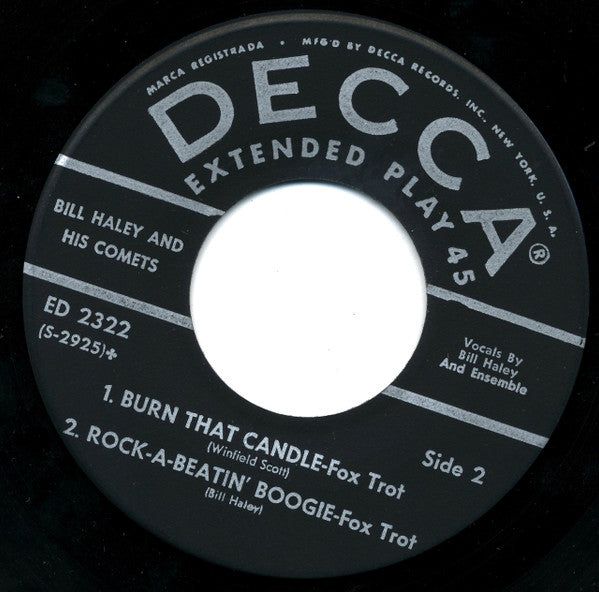 MARCA REGISTRADA • MFG'D BY DECCA RECORDS, INC., NEW YORK, U. S. A.
DECCA®
EXTENDED PLAY 45
BILL HALEY AND
HIS COMETS
ED 2322
(S-2925)+
Vocals By
Bill Haley
And Ensemble
1. BURN THAT CANDLE-Fox Trot
(Winfield Scott)
Side 2
2. ROCK-A-BEATIN' BOOGIE-Fox Trot
(Bill Haley)